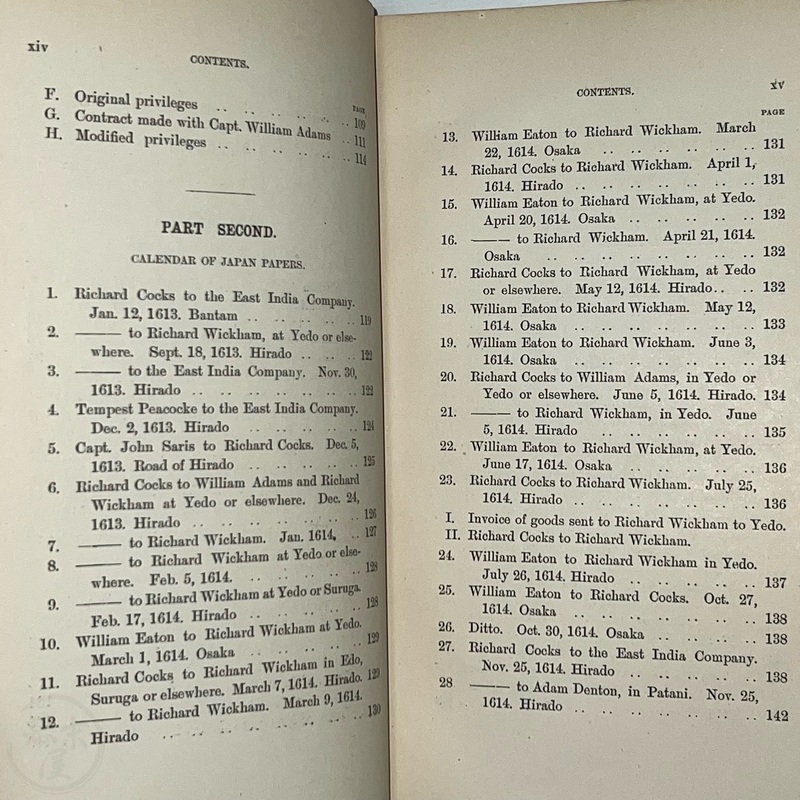 xiv
CONTENTS.
PAGE
F. Original privileges .. .. .. .. .. .. 109
G. Contract made with Capt. William Adams .. 111
H. Modified privileges .. .. .. .. .. .. 114
PART SECOND.
CALENDAR OF JAPAN PAPERS.
1. Richard Cocks to the East India Company.
Jan. 12, 1613. Bantam .. .. .. .. .. 119
2. ——— to Richard Wickham, at Yedo or else-
where. Sept. 18, 1613. Hirado .. .. .. 122
3. ——— to the East India Company. Nov. 30,
1613. Hirado .. .. .. .. .. .. .. 122
4. Tempest Peacocke to the East India Company.
Dec. 2, 1613. Hirado .. .. .. .. .. 124
5. Capt. John Saris to Richard Cocks. Dec. 5,
1613. Road of Hirado .. .. .. .. .. 125
6. Richard Cocks to William Adams and Richard
Wickham at Yedo or elsewhere. Dec. 24,
1613. Hirado .. .. .. .. .. .. .. 126
7. ——— to Richard Wickham. Jan. 1614, .. 127
8. ——— to Richard Wickham at Yedo or else-
where. Feb. 5, 1614. .. .. .. .. .. 128
9. ——— to Richard Wickham at Yedo or Suruga.
Feb. 17, 1614. Hirado .. .. .. .. .. 128
10. William Eaton to Richard Wickham at Yedo.
March 1, 1614. Osaka .. .. .. .. .. 129
11. Richard Cocks to Richard Wickham in Edo,
Suruga or elsewhere. March 7, 1614. Hirado. 129
12. ——— to Richard Wickham. March 9, 1614.
Hirado .. .. .. .. .. .. .. .. 130
CONTENTS.
xv
PAGE
13. William Eaton to Richard Wickham. March
22, 1614. Osaka .. .. .. .. .. .. 131
14. Richard Cocks to Richard Wickham. April 1,
1614. Hirado .. .. .. .. .. .. .. 131
15. William Eaton to Richard Wickham, at Yedo.
April 20, 1614. Osaka .. .. .. .. .. 132
16. ——— to Richard Wickham. April 21, 1614.
Osaka .. .. .. .. .. .. .. .. 132
17. Richard Cocks to Richard Wickham, at Yedo
or elsewhere. May 12, 1614. Hirado.. .. 132
18. William Eaton to Richard Wickham. May 12,
1614. Osaka .. .. .. .. .. .. .. 133
19. William Eaton to Richard Wickham. June 3,
1614. Osaka .. .. .. .. .. .. .. 134
20. Richard Cocks to William Adams, in Yedo or
Yedo or elsewhere. June 5, 1614. Hirado. 134
21. ——— to Richard Wickham, in Yedo. June
5, 1614. Hirado .. .. .. .. .. .. 135
22. William Eaton to Richard Wickham, at Yedo.
June 17, 1614. Osaka .. .. .. .. .. 136
23. Richard Cocks to Richard Wickham. July 25,
1614. Hirado .. .. .. .. .. .. .. 136
I. Invoice of goods sent to Richard Wickham to Yedo.
II. Richard Cocks to Richard Wickham.
24. William Eaton to Richard Wickham in Yedo.
July 26, 1614. Hirado .. .. .. .. .. 137
25. William Eaton to Richard Cocks. Oct. 27,
1614. Osaka .. .. .. .. .. .. .. 138
26. Ditto. Oct. 30, 1614. Osaka .. .. .. .. 138
27. Richard Cocks to the East India Company.
Nov. 25, 1614. Hirado .. .. .. .. .. 138
28 ——— to Adam Denton, in Patani. Nov. 25,
1614. Hirado .. .. .. .. .. .. .. 142